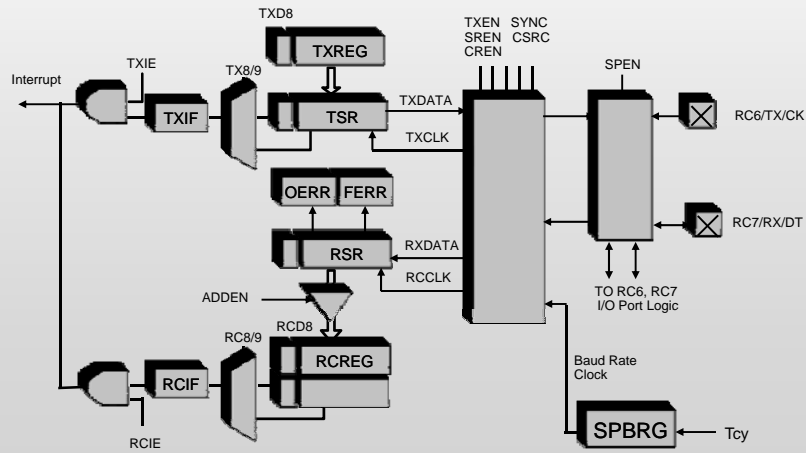 TXD8
TXREG
TXEN SYNC
SREN CSRC
CREN
TXIE
TX8/9
SPEN
Interrupt
TXIF
TSR
TXDATA
TXCLK
RC6/TX/CK
OERR
FERR
RSR
RXDATA
RCCLK
RC7/RX/DT
ADDEN
TO RC6, RC7
I/O Port Logic
RC8/9
RCD8
RCREG
RCIF
RCIE
Baud Rate
Clock
SPBRG
Tcy